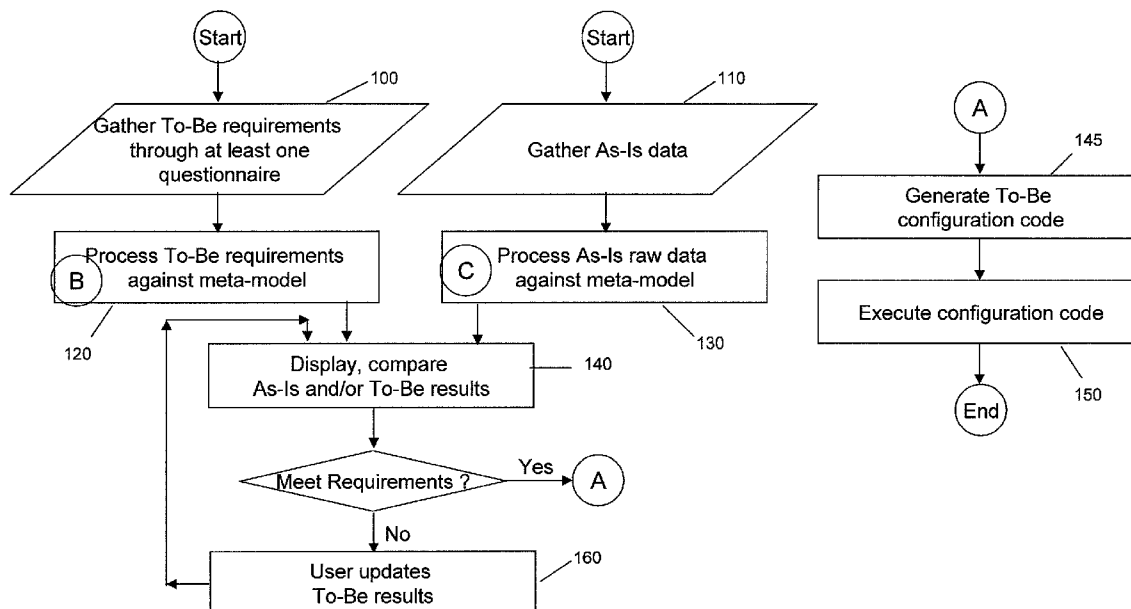 Start
100
Gather To-Be requirements
through at least one
questionnaire
Process To-Be requirements
against meta-model
B
120
Start
110
Gather As-Is data
Process As-Is raw data
against meta-model
C
130
Display, compare
As-Is and/or To-Be results
140
Meet Requirements ?
Yes
A
No
User updates
To-Be results
160
A
145
Generate To-Be
configuration code
Execute configuration code
150
End